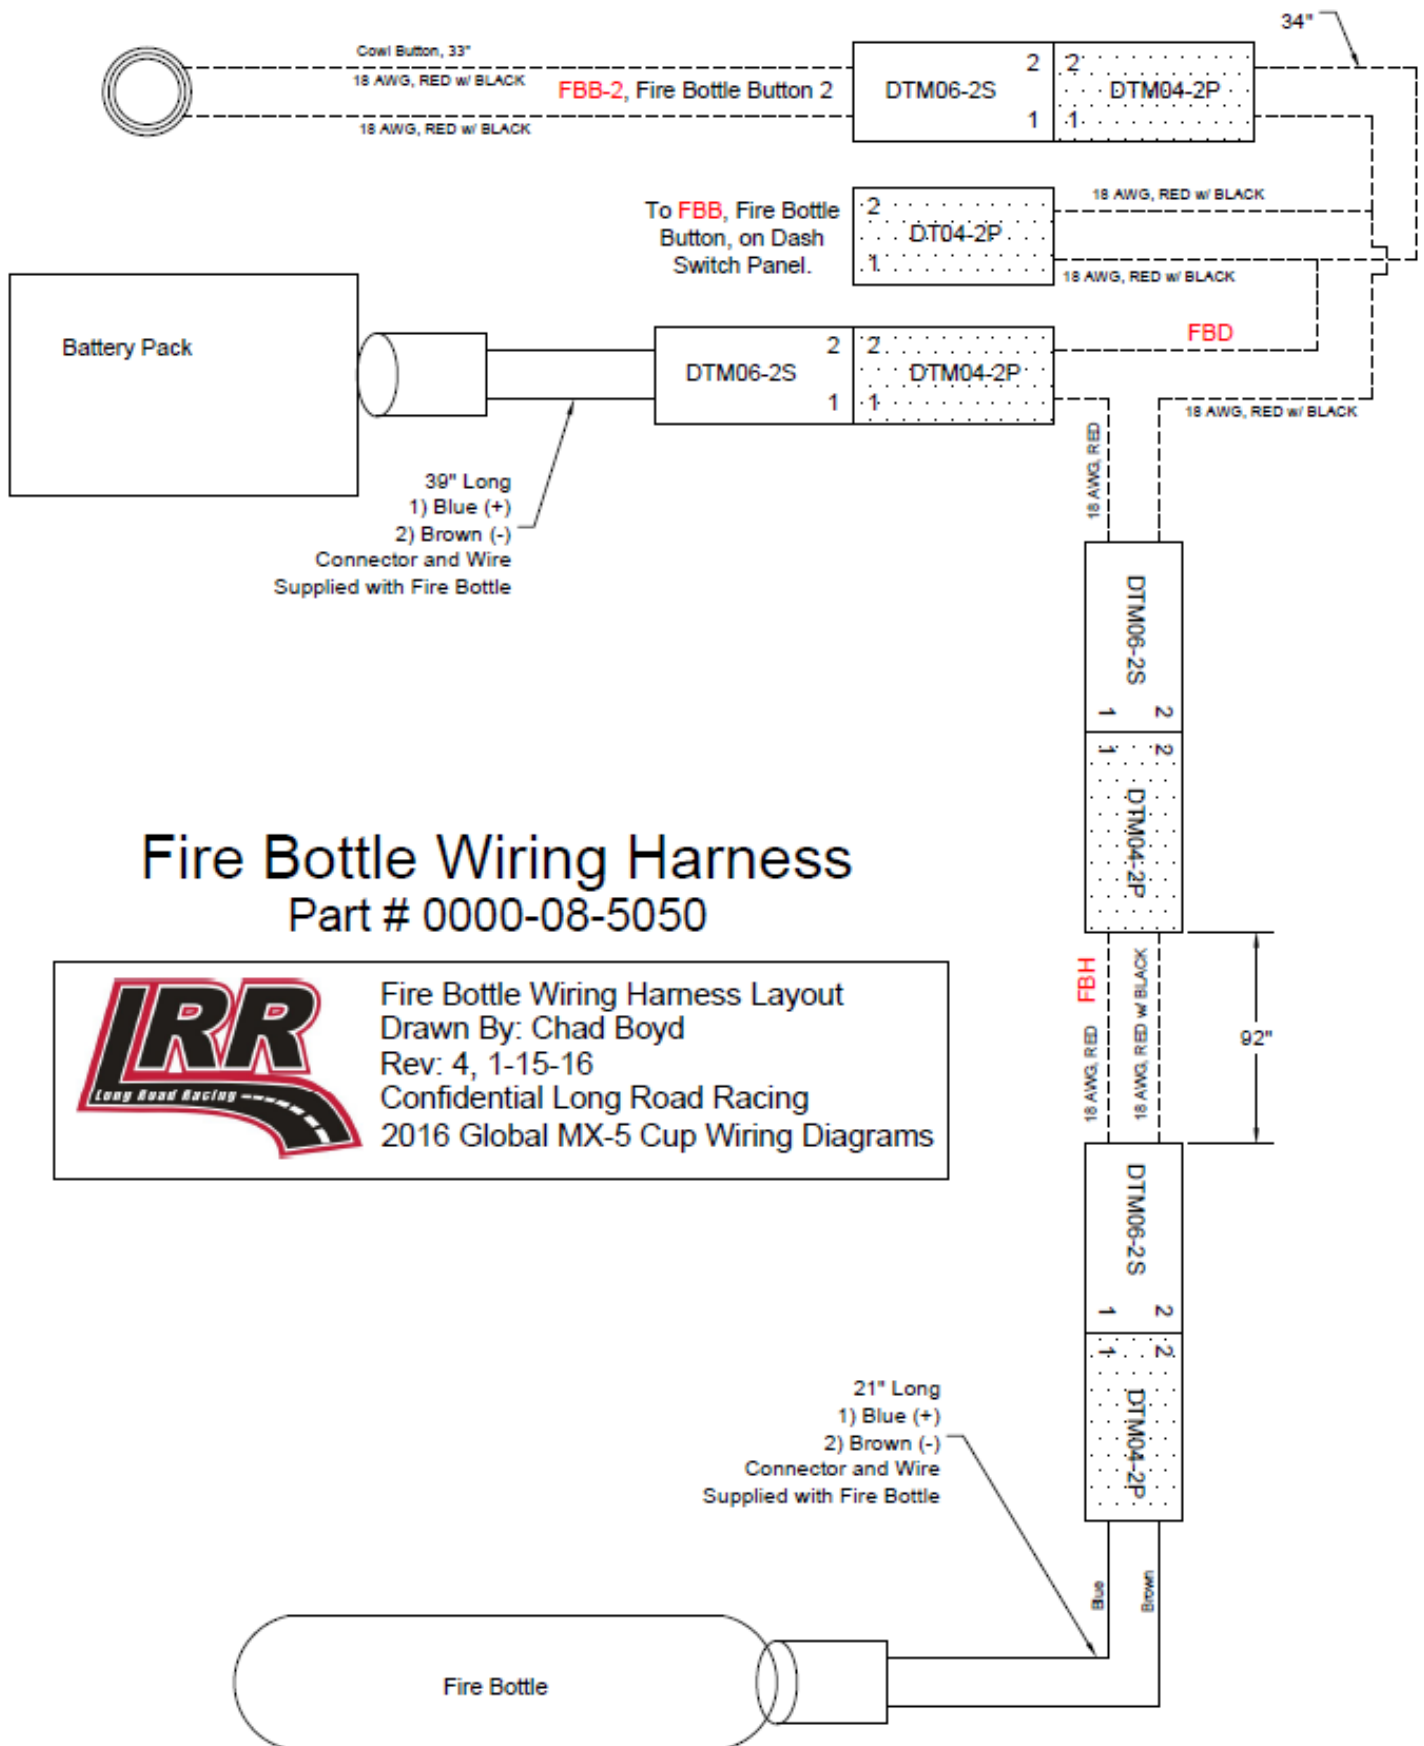 34"
Cowl Button, 33"
18 AWG, RED w/ BLACK
FBB-2, Fire Bottle Button 2
18 AWG, RED w/ BLACK
DTM06-2S
2
1
2
DTM04-2P
1
To FBB, Fire Bottle
Button, on Dash
Switch Panel.
2
DT04-2P
1
18 AWG, RED w/ BLACK
18 AWG, RED w/ BLACK
Battery Pack
DTM06-2S
2
1
2
DTM04-2P
1
FBD
18 AWG, RED w/ BLACK
18 AWG, RED
39" Long
1) Blue (+)
2) Brown (-)
Connector and Wire
Supplied with Fire Bottle
DTM06-2S
1
2
1
2
DTM04-2P
Fire Bottle Wiring Harness
Part # 0000-08-5050
LRR
Long Road Racing
Fire Bottle Wiring Harness Layout
Drawn By: Chad Boyd
Rev: 4, 1-15-16
Confidential Long Road Racing
2016 Global MX-5 Cup Wiring Diagrams
FBH
18 AWG, RED
18 AWG, RED w/ BLACK
92"
DTM06-2S
1
2
1
2
DTM04-2P
21" Long
1) Blue (+)
2) Brown (-)
Connector and Wire
Supplied with Fire Bottle
Blue
Brown
Fire Bottle